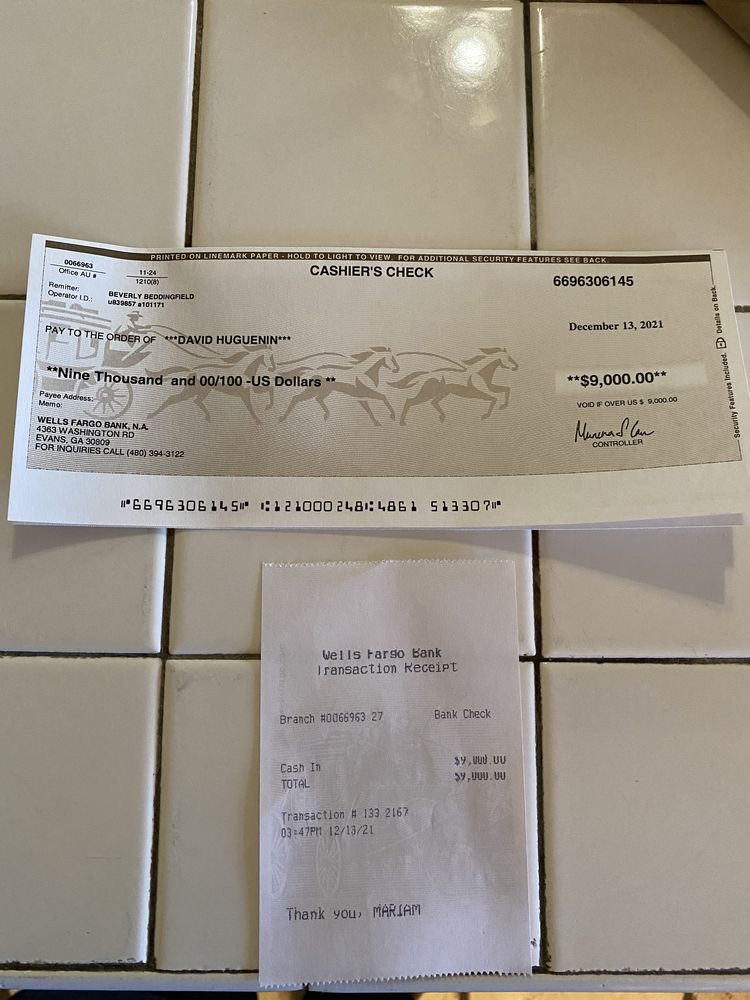 PRINTED ON LINEMARK PAPER - HOLD TO LIGHT TO VIEW. FOR ADDITIONAL SECURITY FEATURES SEE BACK.
0066963
Office AU #
11-24
1210(8)
CASHIER'S CHECK
6696306145
Remitter: BEVERLY BEDDINGFIELD
Operator I.D.: u839857 a101171
December 13, 2021
PAY TO THE ORDER OF ***DAVID HUGUENIN***
**Nine Thousand and 00/100 -US Dollars **
**$9,000.00**
Payee Address:
Memo:
VOID IF OVER US $ 9,000.00
WELLS FARGO BANK, N.A.
4363 WASHINGTON RD
EVANS, GA 30809
FOR INQUIRIES CALL (480) 394-3122
CONTROLLER
Security Features Included. Details on Back.
⑈6696306145⑈ ⑆121000248⑆4861 513307⑈
Wells Fargo Bank
Transaction Receipt
Branch #0066963 27 Bank Check
Cash In $9,000.00
TOTAL $9,000.00
Transaction # 133 2167
03:47PM 12/13/21
Thank you, MARIAM